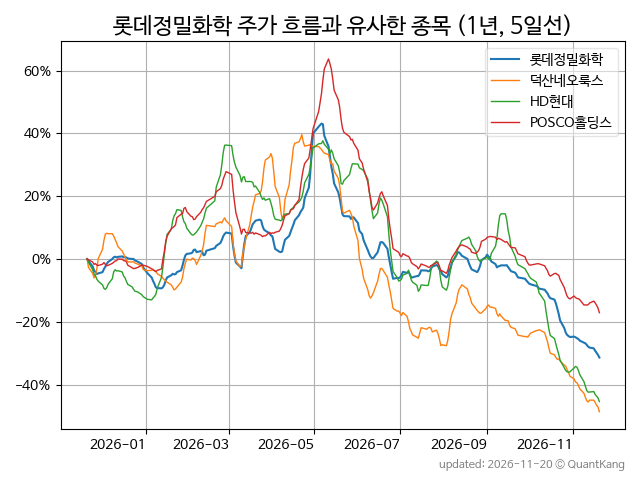 롯데정밀화학 주가 흐름과 유사한 종목 (1년, 5일선)
롯데정밀화학
덕산네오룩스
HD현대
POSCO홀딩스
60%
40%
20%
0%
−20%
−40%
2026-01 2026-03 2026-05 2026-07 2026-09 2026-11
updated: 2026-11-20 © QuantKang